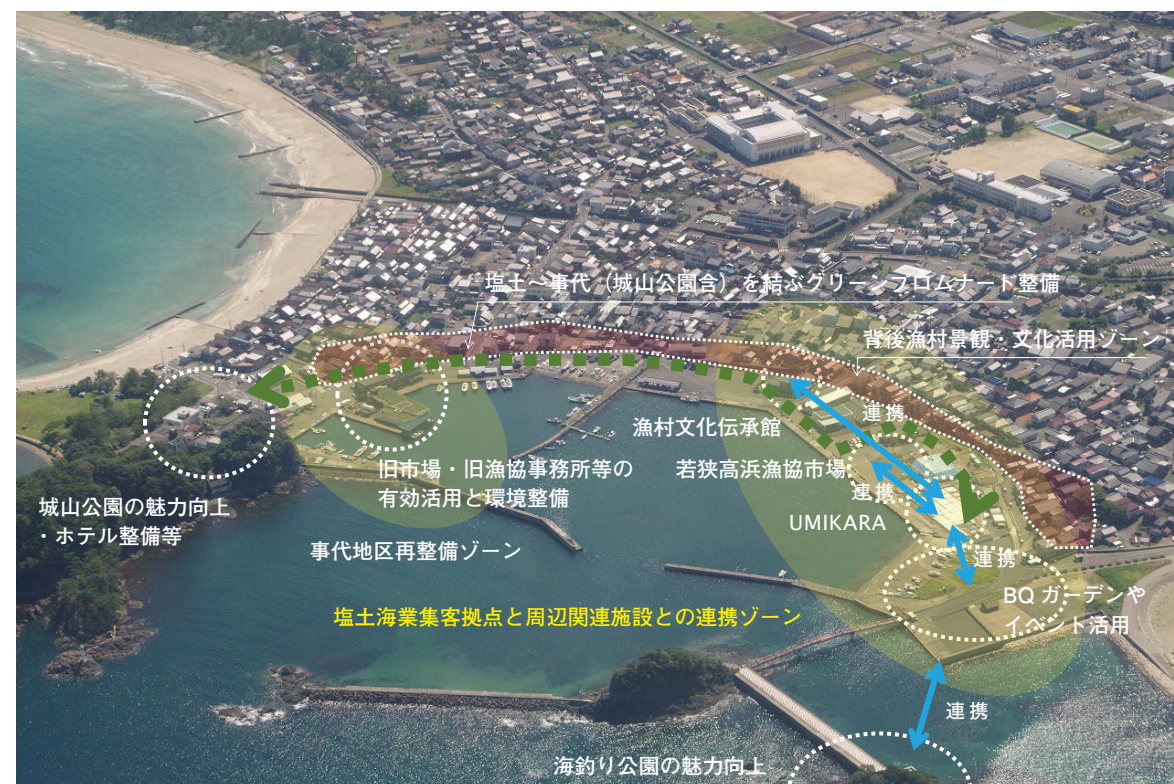 塩土～事代（城山公園含）を結ぶグリーンプロムナード整備
背後漁村景観・文化活用ゾーン
連携
漁村文化伝承館
旧市場・旧漁協事務所等の
有効活用と環境整備
若狭高浜漁協市場
連携
城山公園の魅力向上
・ホテル整備等
UMIKARA
事代地区再整備ゾーン
連携
BQ ガーデンや
イベント活用
塩土海業集客拠点と周辺関連施設との連携ゾーン
連携
海釣り公園の魅力向上